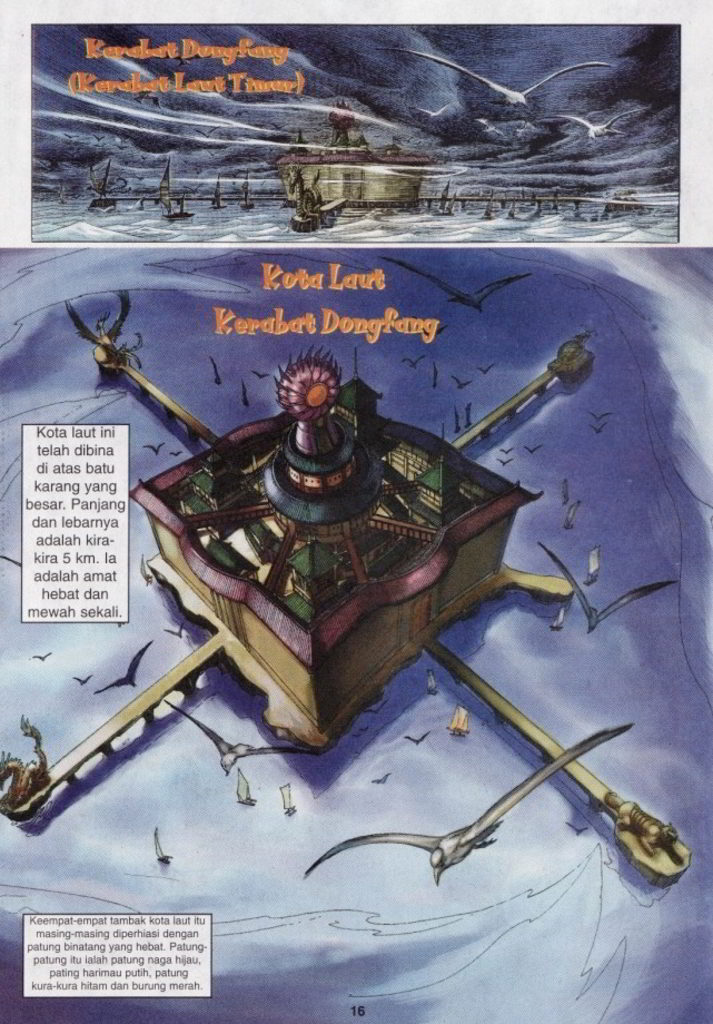 Kerabat Dongfang
(Kerabat Laut Timur)
Kota Laut
Kerabat Dongfang
Kota laut ini
telah dibina
di atas batu
karang yang
besar. Panjang
dan lebarnya
adalah kira-
kira 5 km. Ia
adalah amat
hebat dan
mewah sekali.
Keempat-empat tambak kota laut itu
masing-masing diperhiasi dengan
patung binatang yang hebat. Patung-
patung itu ialah patung naga hijau,
pating harimau putih, patung
kura-kura hitam dan burung merah.
16